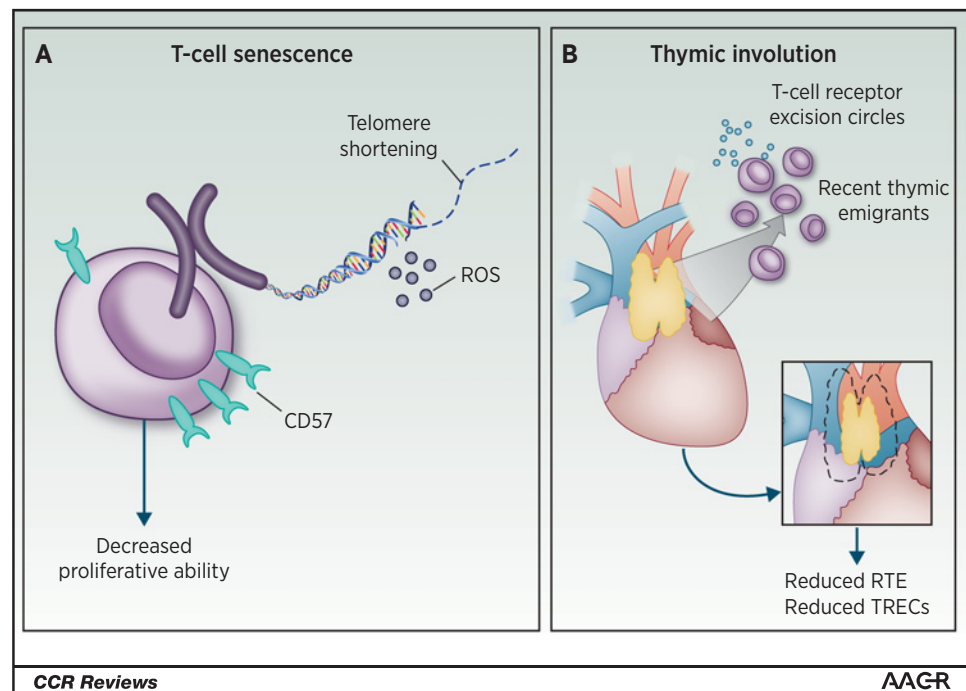 A
T-cell senescence
Telomere
shortening
ROS
CD57
Decreased
proliferative ability
B
Thymic involution
T-cell receptor
excision circles
Recent thymic
emigrants
Reduced RTE
Reduced TRECs
CCR Reviews
AACR